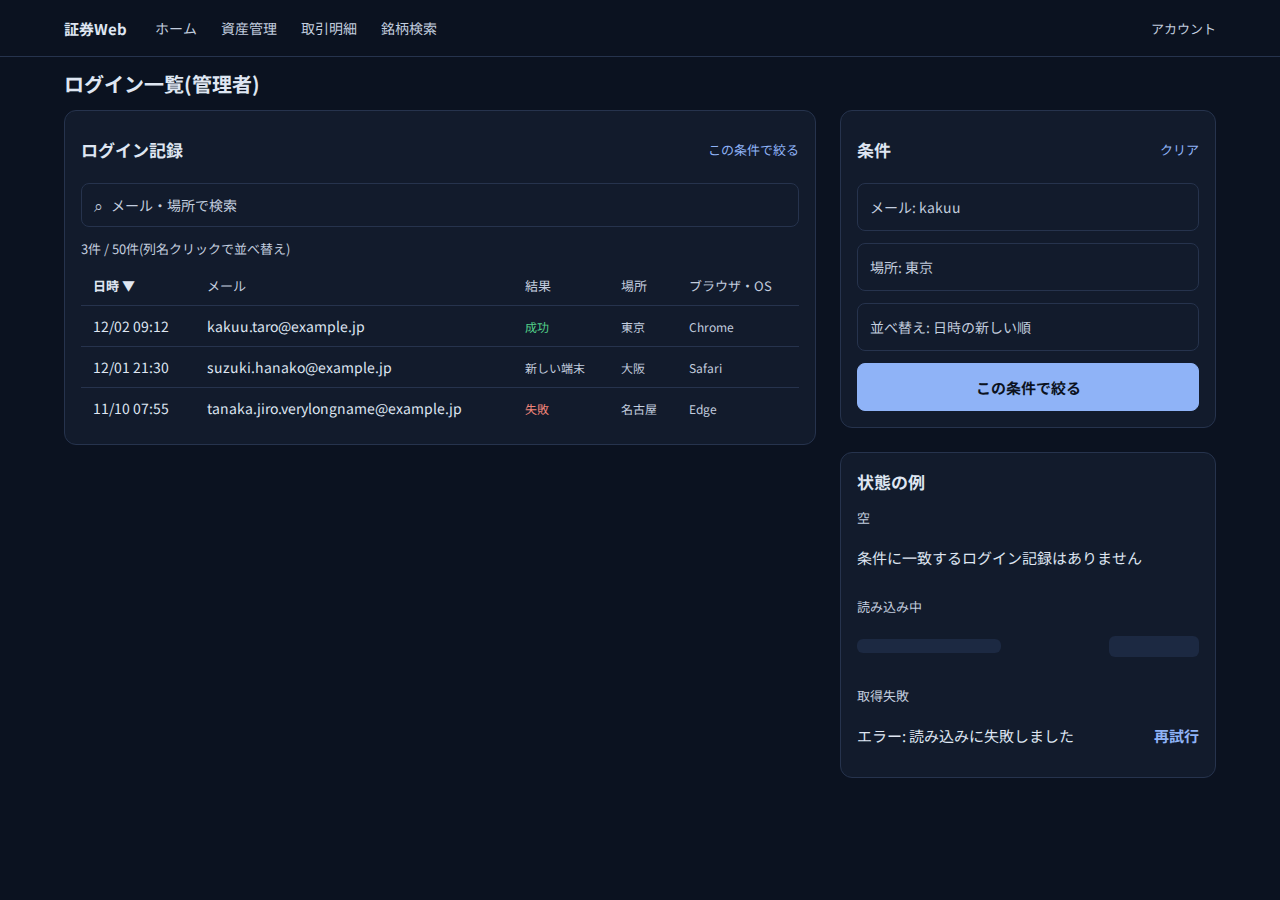 証券Web ホーム 資産管理 取引明細 銘柄検索 アカウント
ログイン一覧(管理者)
ログイン記録 この条件で絞る
⌕ メール・場所で検索
3件 / 50件(列名クリックで並べ替え)
日時▼ メール 結果 場所 ブラウザ・OS
12/02 09:12 kakuu.taro@example.jp 成功 東京 Chrome
12/01 21:30 suzuki.hanako@example.jp 新しい端末 大阪 Safari
11/10 07:55 tanaka.jiro.verylongname@example.jp 失敗 名古屋 Edge
条件 クリア
メール: kakuu
場所: 東京
並べ替え: 日時の新しい順
この条件で絞る
状態の例
空
条件に一致するログイン記録はありません
読み込み中
取得失敗
エラー: 読み込みに失敗しました 再試行